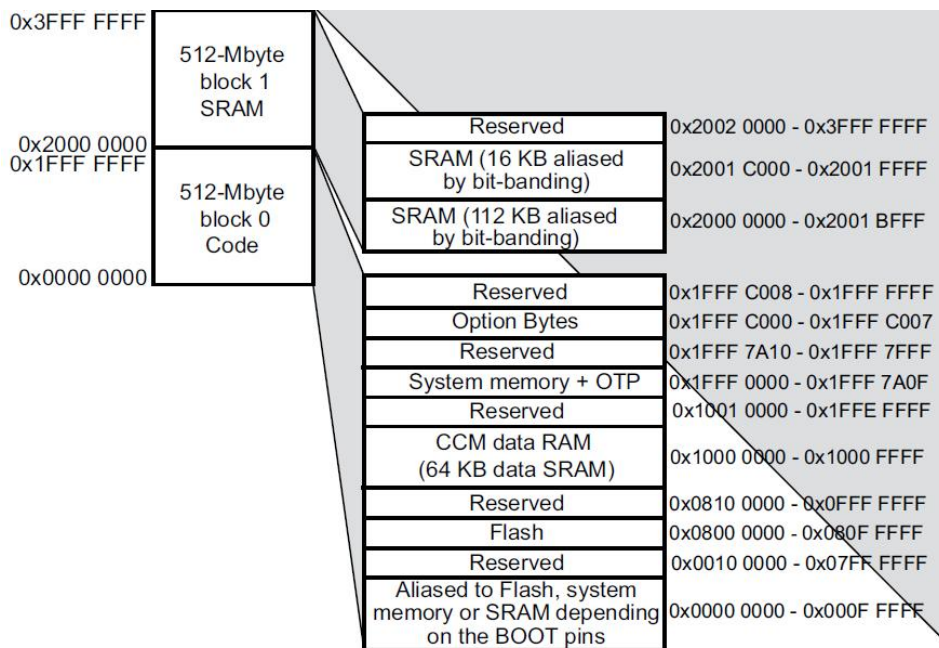 0x3FFF FFFF
512-Mbyte
block 1
SRAM
0x2000 0000
0x1FFF FFFF
512-Mbyte
block 0
Code
0x0000 0000
Reserved 0x2002 0000 - 0x3FFF FFFF
SRAM (16 KB aliased
by bit-banding)
0x2001 C000 - 0x2001 FFFF
SRAM (112 KB aliased
by bit-banding)
0x2000 0000 - 0x2001 BFFF
Reserved 0x1FFF C008 - 0x1FFF FFFF
Option Bytes 0x1FFF C000 - 0x1FFF C007
Reserved 0x1FFF 7A10 - 0x1FFF 7FFF
System memory + OTP 0x1FFF 0000 - 0x1FFF 7A0F
Reserved 0x1001 0000 - 0x1FFE FFFF
CCM data RAM
(64 KB data SRAM)
0x1000 0000 - 0x1000 FFFF
Reserved 0x0810 0000 - 0x0FFF FFFF
Flash 0x0800 0000 - 0x080F FFFF
Reserved 0x0010 0000 - 0x07FF FFFF
Aliased to Flash, system
memory or SRAM depending
on the BOOT pins
0x0000 0000 - 0x000F FFFF